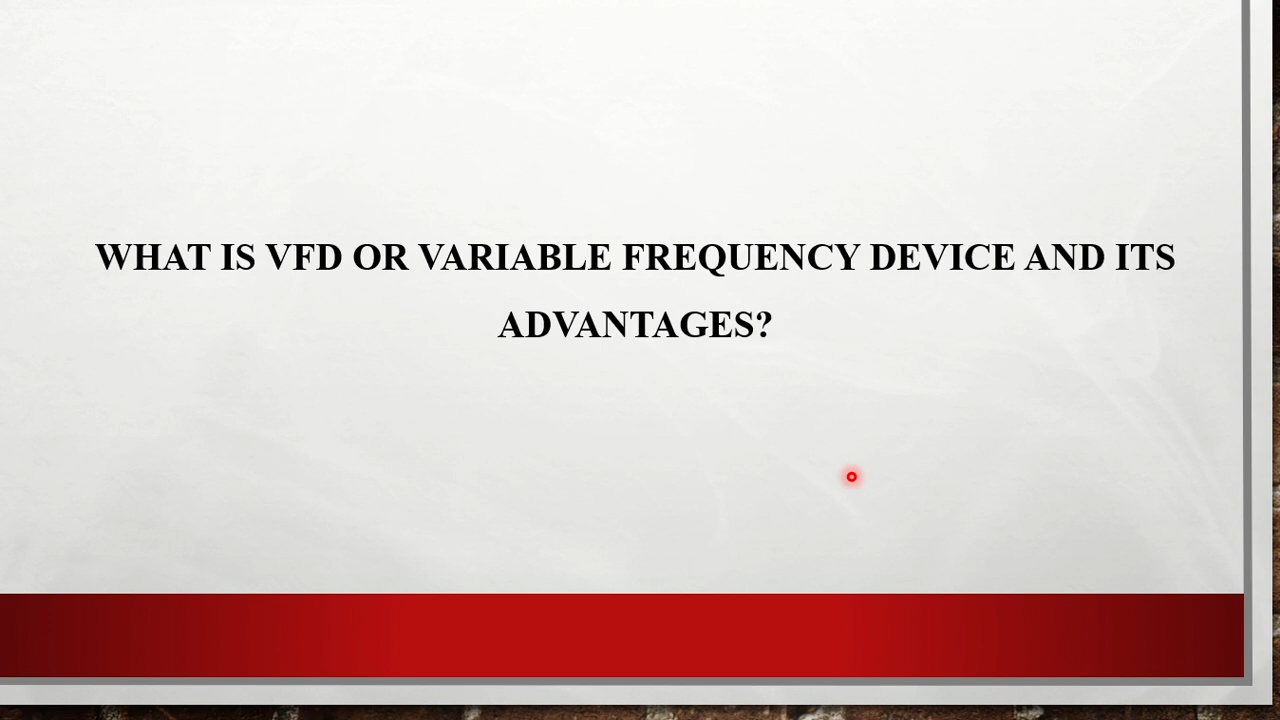 WHAT IS VFD OR VARIABLE FREQUENCY DEVICE AND ITS
ADVANTAGES?